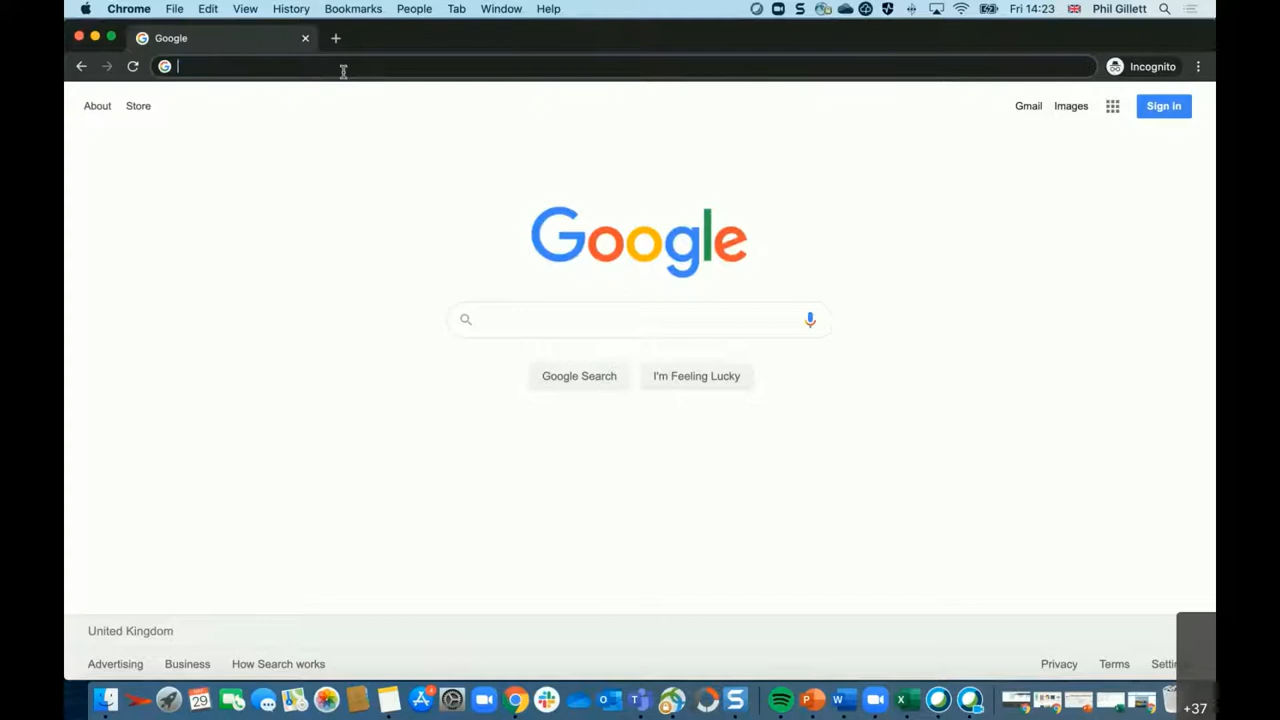 Chrome File Edit View History Bookmarks People Tab Window Help Fri 14:23 Phil Gillett
Google
Incognito
About Store Gmail Images Sign in
Google
Google Search I'm Feeling Lucky
United Kingdom
Advertising Business How Search works Privacy Terms
29
+37